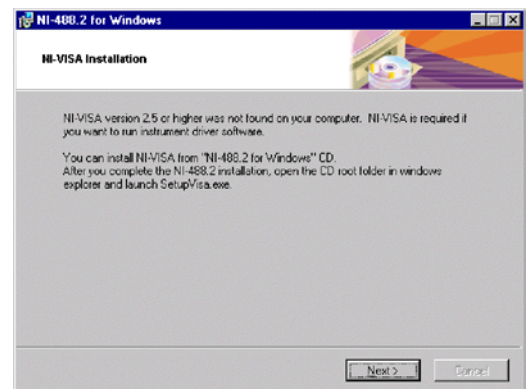 NI-488.2 for Windows
NI-VISA Installation
NI-VISA version 2.5 or higher was not found on your computer. NI-VISA is required if
you want to run instrument driver software.
You can install NI-VISA from "NI-488.2 for Windows" CD.
After you complete the NI-488.2 installation, open the CD root folder in windows
explorer and launch SetupVisa.exe.
Next >
Cancel